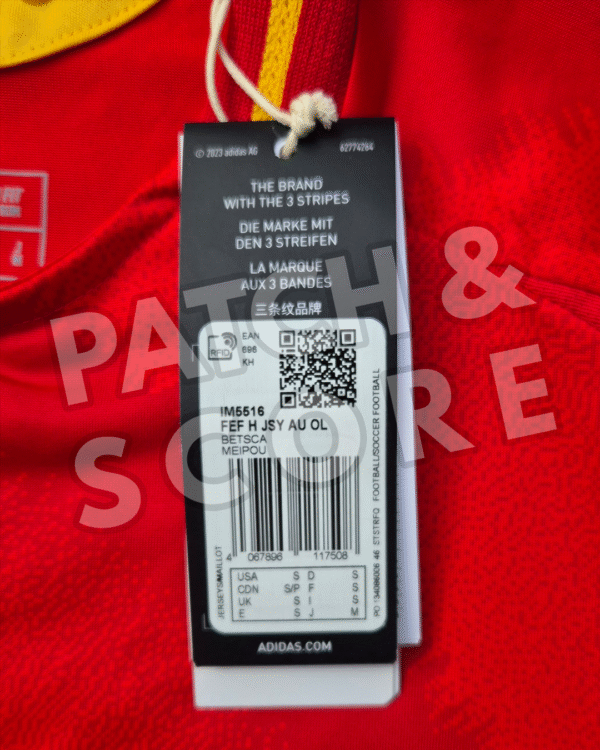 © 2023 adidas AG
62774284
THE BRAND
WITH THE 3 STRIPES
DIE MARKE MIT
DEN 3 STREIFEN
LA MARQUE
AUX 3 BANDES
三条纹品牌
PATCH &
SCORE
RFID
EAN
696
KH
IM5516
FEF H JSY AU OL
BETSCA
MEIPOU
JERSEYS/MAILLOT
FOOTBALL/SOCCER FOOTBALL
4 067896 117508
USA S D S
CDN S/P F S
UK S I S
E S J M
ADIDAS.COM